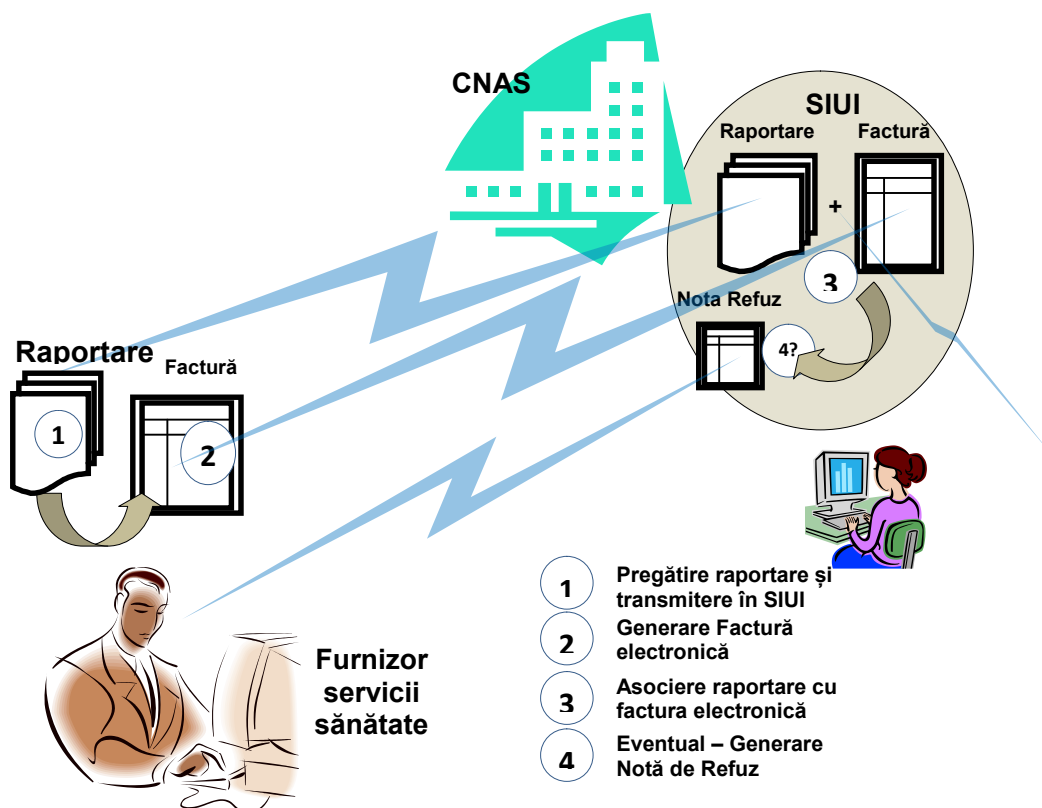 CNAS
SIUI
Raportare
Factură
+
3
Nota Refuz
4?
Raportare
Factură
1
2
Furnizor
servicii
sănătate
1
Pregătire raportare și
transmitere în SIUI
2
Generare Factură
electronică
3
Asociere raportare cu
factura electronică
4
Eventual – Generare
Notă de Refuz